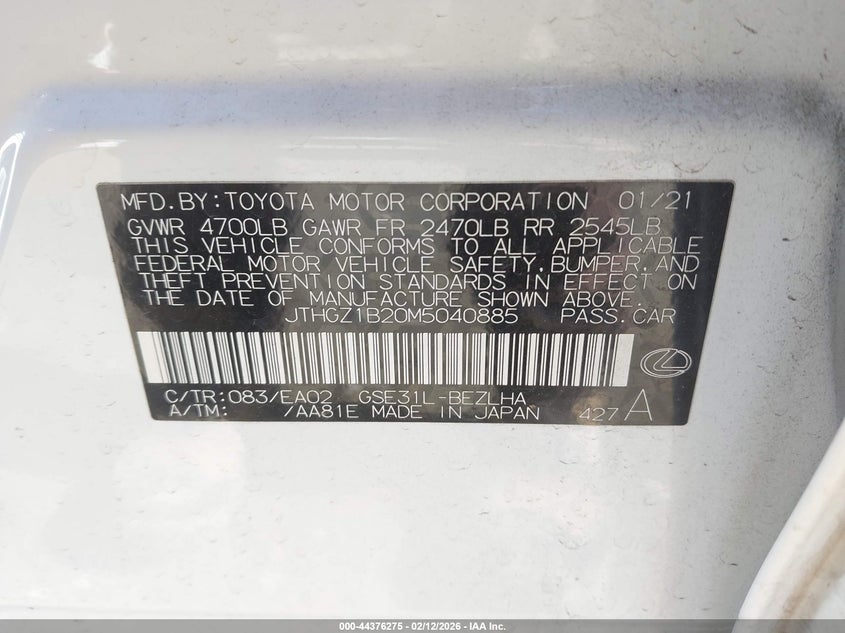 MFD.BY:TOYOTA MOTOR CORPORATION 01/21
GVWR 4700LB GAWR FR 2470LB RR 2545LB
THIS VEHICLE CONFORMS TO ALL APPLICABLE
FEDERAL MOTOR VEHICLE SAFETY,BUMPER,AND
THEFT PREVENTION STANDARDS IN EFFECT ON
THE DATE OF MANUFACTURE SHOWN ABOVE.
JTHGZ1B20M5040885 PASS.CAR
C/TR:083/EA02 GSE31L-BEZLHA
A/TM: /AA81E MADE IN JAPAN 427 A
000-44376275 - 02/12/2026 - IAA Inc.